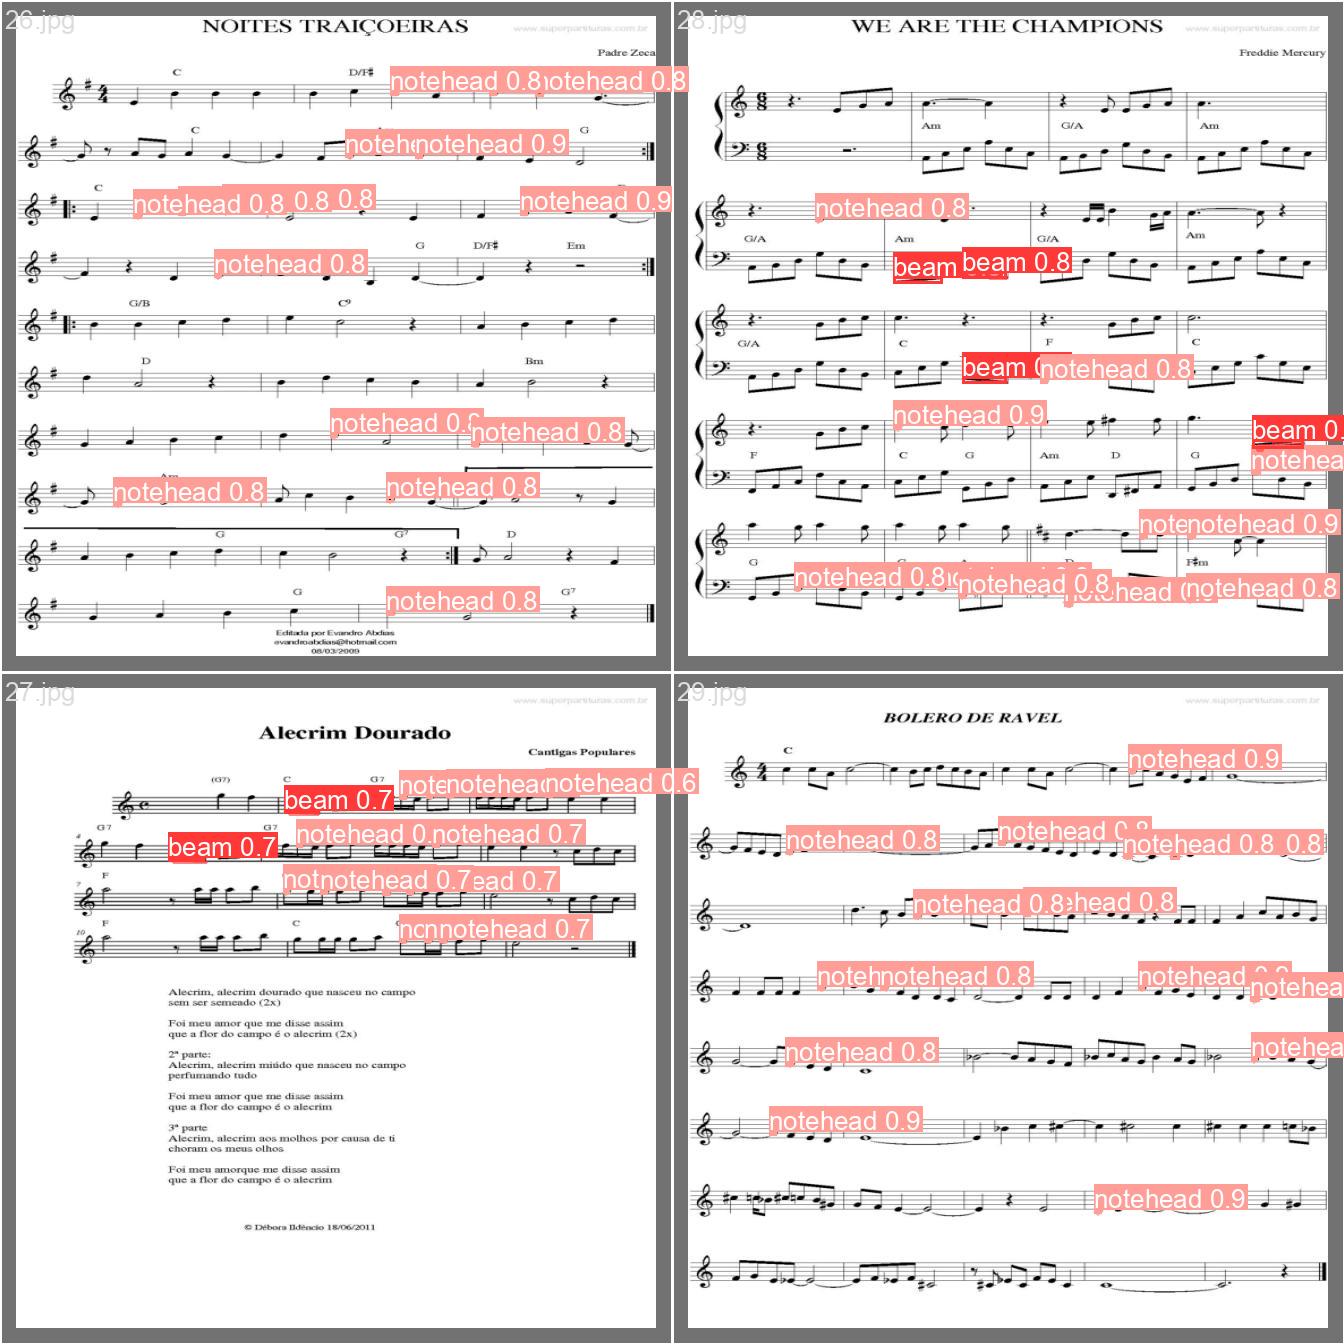 26.jpg
NOITES TRAIÇOEIRAS
www.superpartituras.com.br
Padre Zeca
C D/F#
notehead 0.8 notehead 0.8
C G
notehead 0.9
C
notehead 0.8 0.8 0.8 notehead 0.9
G D/F# Em
notehead 0.8
G/B C9
D Bm
notehead 0.8 notehead 0.8
Am
notehead 0.8 notehead 0.8
G G7 D
G G7
notehead 0.8
Editada por Evandro Abdias
evandroabdias@hotmail.com
08/03/2009
28.jpg
WE ARE THE CHAMPIONS
www.superpartituras.com.br
Freddie Mercury
Am G/A Am
notehead 0.8
G/A Am G/A Am
beam beam 0.8
G/A C F C
beam notehead 0.8
notehead 0.9
beam 0.
F C G Am D G
notehea
notehead 0.9
G F#m
notehead 0.8 notehead 0.8 notehead 0.8
27.jpg
www.superpartituras.com.br
Alecrim Dourado
Cantigas Populares
(G7) C G7
beam 0.7 notehead 0.6
4
G7 G7
beam 0.7 notehead 0. notehead 0.7
7
F
notehead 0.7 ead 0.7
10
F C C
notehead 0.7
Alecrim, alecrim dourado que nasceu no campo
sem ser semeado (2x)
Foi meu amor que me disse assim
que a flor do campo é o alecrim (2x)
2ª parte:
Alecrim, alecrim miúdo que nasceu no campo
perfumando tudo
Foi meu amor que me disse assim
que a flor do campo é o alecrim
3ª parte
Alecrim, alecrim aos molhos por causa de ti
choram os meus olhos
Foi meu amorque me disse assim
que a flor do campo é o alecrim
© Débora Ildêncio 18/06/2011
29.jpg
www.superpartituras.com.br
BOLERO DE RAVEL
C
notehead 0.9
notehead 0.8 notehead 0.8 0.8
notehead 0.8 ehead 0.8
notehead 0.8 notehead notehea
notehead 0.8 notehea
notehead 0.9
notehead 0.9